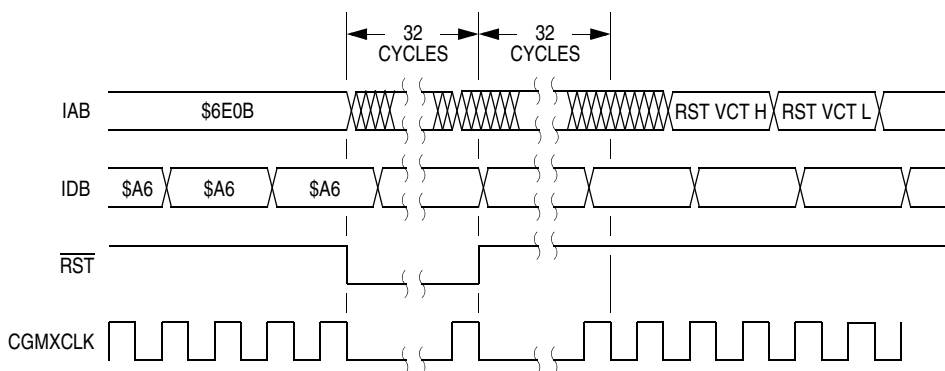 32
CYCLES
32
CYCLES
IAB
$6E0B
RST VCT H
RST VCT L
IDB
$A6
$A6
$A6
RST
CGMXCLK